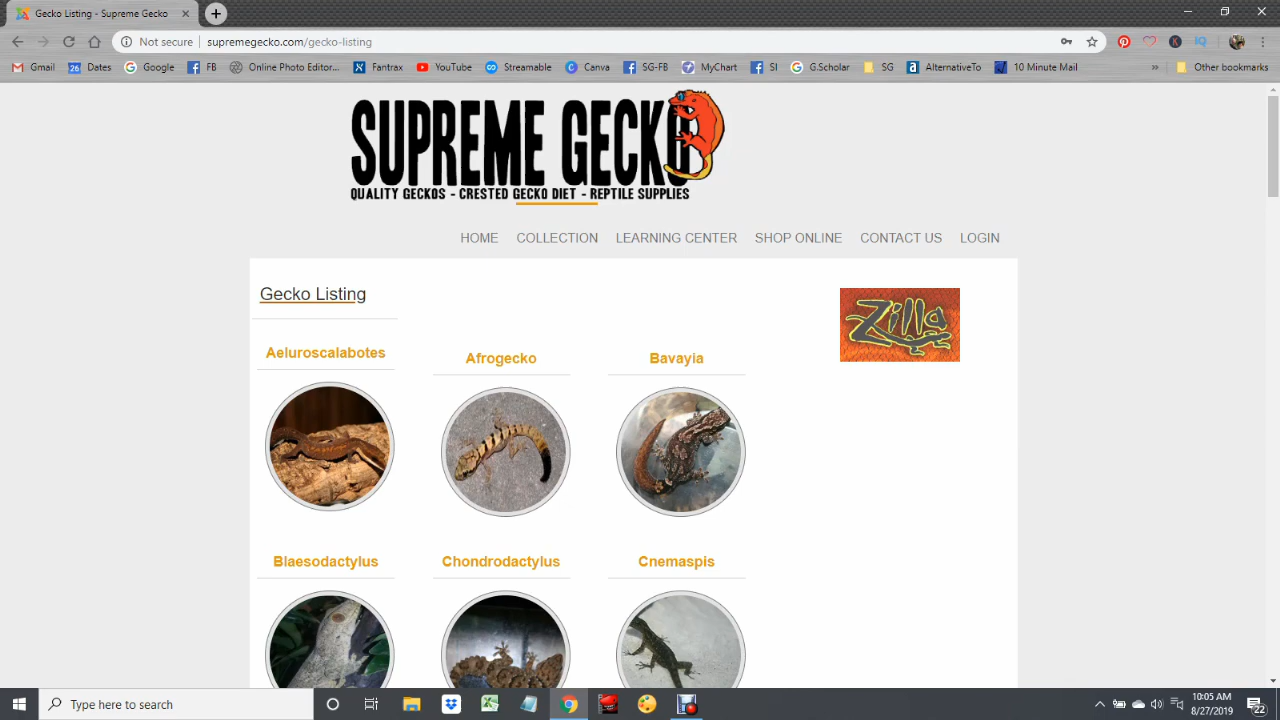 Gecko Listing - Supreme Gecko
Not secure | supremegecko.com/gecko-listing
Gmail 26 Dates Google FB Online Photo Editor... Fantrax YouTube Streamable Canva SG-FB MyChart SI G.Scholar SG AlternativeTo 10 Minute Mail » Other bookmarks
SUPREME GECKO
QUALITY GECKOS - CRESTED GECKO DIET - REPTILE SUPPLIES
HOME COLLECTION LEARNING CENTER SHOP ONLINE CONTACT US LOGIN
Gecko Listing
Zilla
Aeluroscalabotes Afrogecko Bavayia
Blaesodactylus Chondrodactylus Cnemaspis
Type here to search
10:05 AM
8/27/2019
22